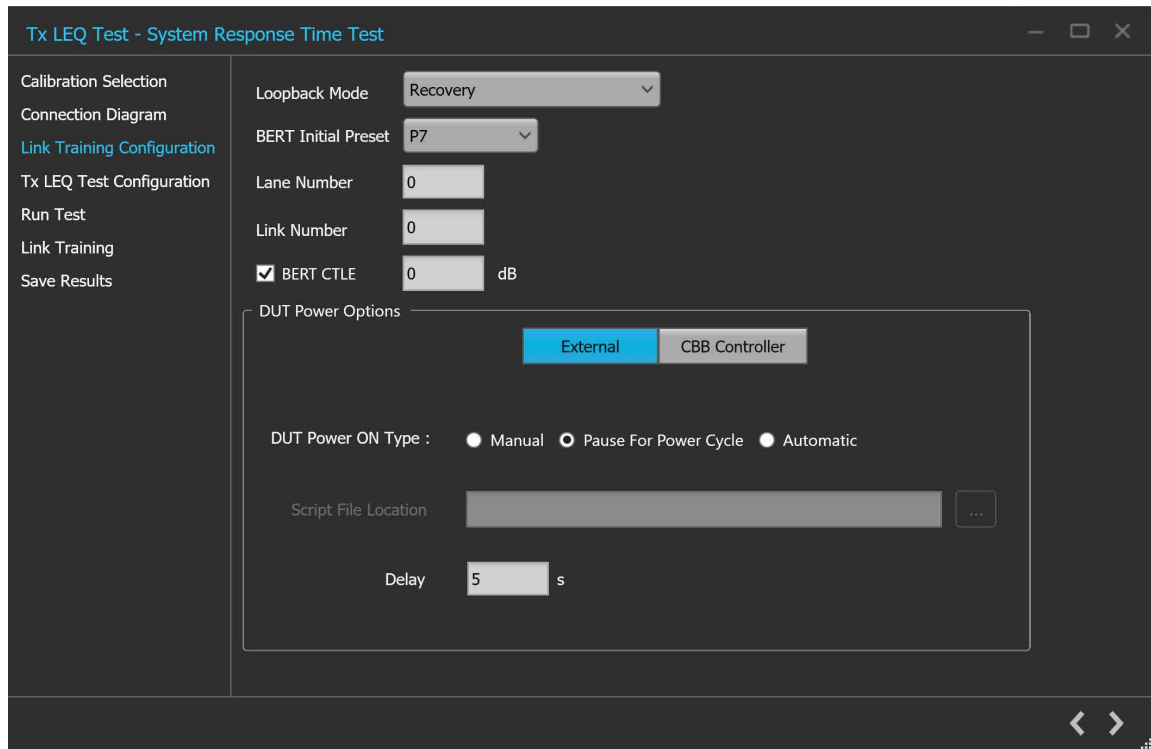 Tx LEQ Test - System Response Time Test
Calibration Selection
Connection Diagram
Link Training Configuration
Tx LEQ Test Configuration
Run Test
Link Training
Save Results
Loopback Mode Recovery
BERT Initial Preset P7
Lane Number 0
Link Number 0
BERT CTLE 0 dB
DUT Power Options
External CBB Controller
DUT Power ON Type : Manual Pause For Power Cycle Automatic
Script File Location ...
Delay 5 s